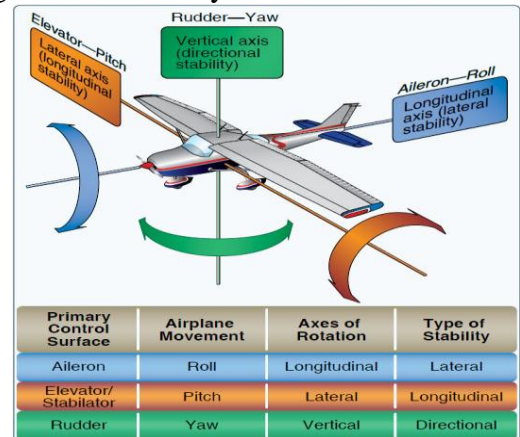 Rudder—Yaw
Elevator—Pitch
Vertical axis
(directional
stability)
Lateral axis
(longitudinal
stability)
Aileron—Roll
Longitudinal
axis (lateral
stability)
Primary Control Surface Airplane Movement Axes of Rotation Type of Stability
Aileron Roll Longitudinal Lateral
Elevator/ Stabilator Pitch Lateral Longitudinal
Rudder Yaw Vertical Directional